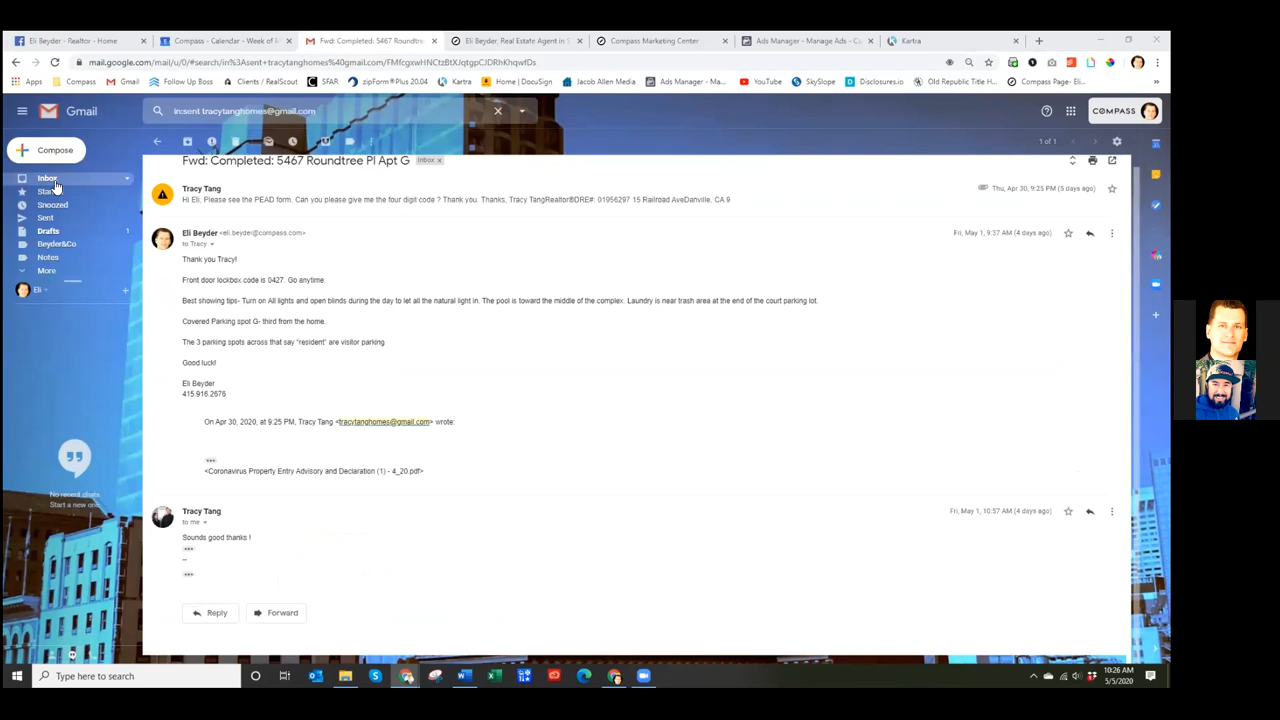 Eli Beyder - Realtor - Home
Compass - Calendar - Week of M
Fwd: Completed: 5467 Roundtre
Eli Beyder, Real Estate Agent in S
Compass Marketing Center
Ads Manager - Manage Ads - Ca
Kartra
mail.google.com/mail/u/0/#search/in%3Asent+tracytanghomes%40gmail.com/
Apps
Compass
Gmail
Follow Up Boss
Clients / RealScout
SFAR
zipForm®Plus 20.04
Kartra
Home | DocuSign
Jacob Allen Media
Ads Manager - Ma...
YouTube
SkySlope
Disclosures.io
Old Republic Title H...
Compass Page- Eli...
Gmail
in:sent tracytanghomes@gmail.com
COMPASS
Compose
1 of 1
Inbox
Snoozed
Sent
Drafts 1
Beyder&Co
Notes
More
Eli
No recent chats
Start a new one
Fwd: Completed: 5467 Roundtree Pl Apt G Inbox x
Tracy Tang
Thu, Apr 30, 9:25 PM (5 days ago)
Hi Eli, Please see the PEAD form. Can you please give me the four digit code ? Thank you. Thanks, Tracy TangRealtor®DRE#: 01956297 15 Railroad AveDanville, CA 9
Eli Beyder <eli.beyder@compass.com>
Fri, May 1, 9:37 AM (4 days ago)
to Tracy
Thank you Tracy!
Front door lockbox code is 0427. Go anytime.
Best showing tips- Turn on All lights and open blinds during the day to let all the natural light in. The pool is toward the middle of the complex. Laundry is near trash area at the end of the court parking lot.
Covered Parking spot G- third from the home.
The 3 parking spots across that say "resident" are visitor parking
Good luck!
Eli Beyder
415.916.2676
On Apr 30, 2020, at 9:25 PM, Tracy Tang <tracytanghomes@gmail.com> wrote:
<Coronavirus Property Entry Advisory and Declaration (1) - 4_20.pdf>
Tracy Tang
Fri, May 1, 10:57 AM (4 days ago)
to me
Sounds good thanks !
--
Reply
Forward
Type here to search
10:26 AM
5/5/2020